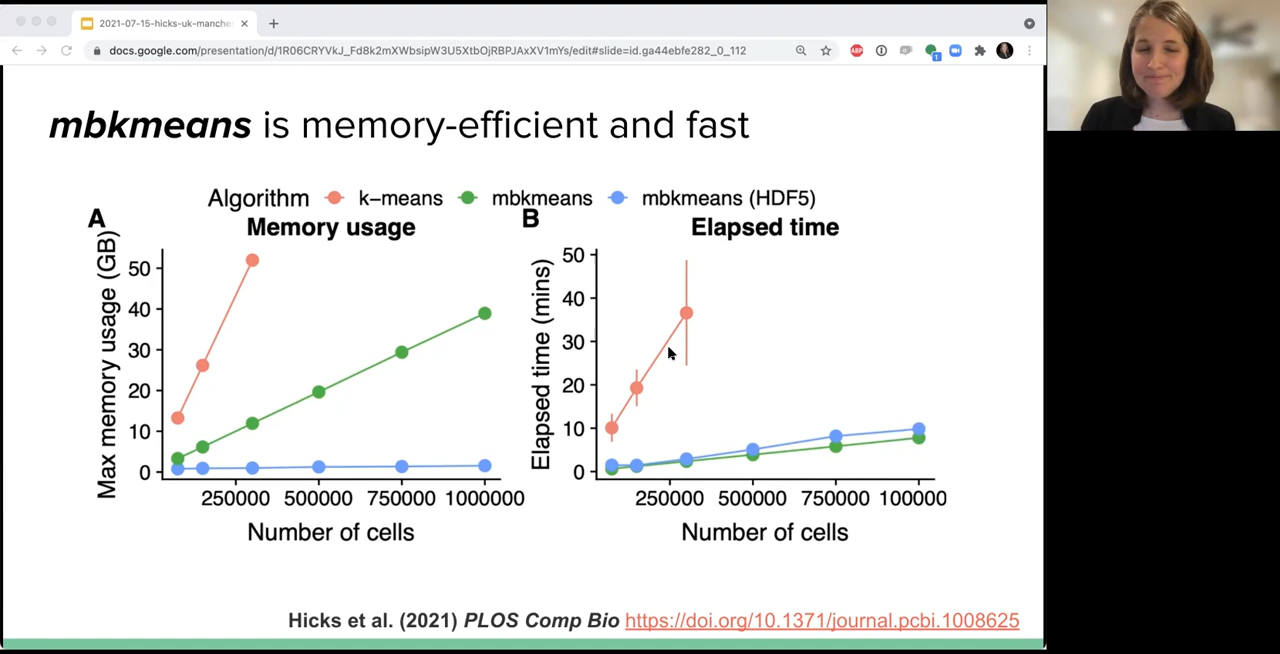 2021-07-15-hicks-uk-manche
docs.google.com/presentation/d/1R06CRYVkJ_Fd8k2mXWbsipW3U5XtbOjRBPJAxXV1mYs/edit#slide=id.ga44ebfe282_0_112
ABP
1
mbkmeans is memory-efficient and fast
Algorithm k-means mbkmeans mbkmeans (HDF5)
A
Memory usage
Max memory usage (GB)
50
40
30
20
10
0
250000 500000 750000 1000000
Number of cells
B
Elapsed time
Elapsed time (mins)
50
40
30
20
10
0
250000 500000 750000 100000
Number of cells
Hicks et al. (2021) PLOS Comp Bio https://doi.org/10.1371/journal.pcbi.1008625